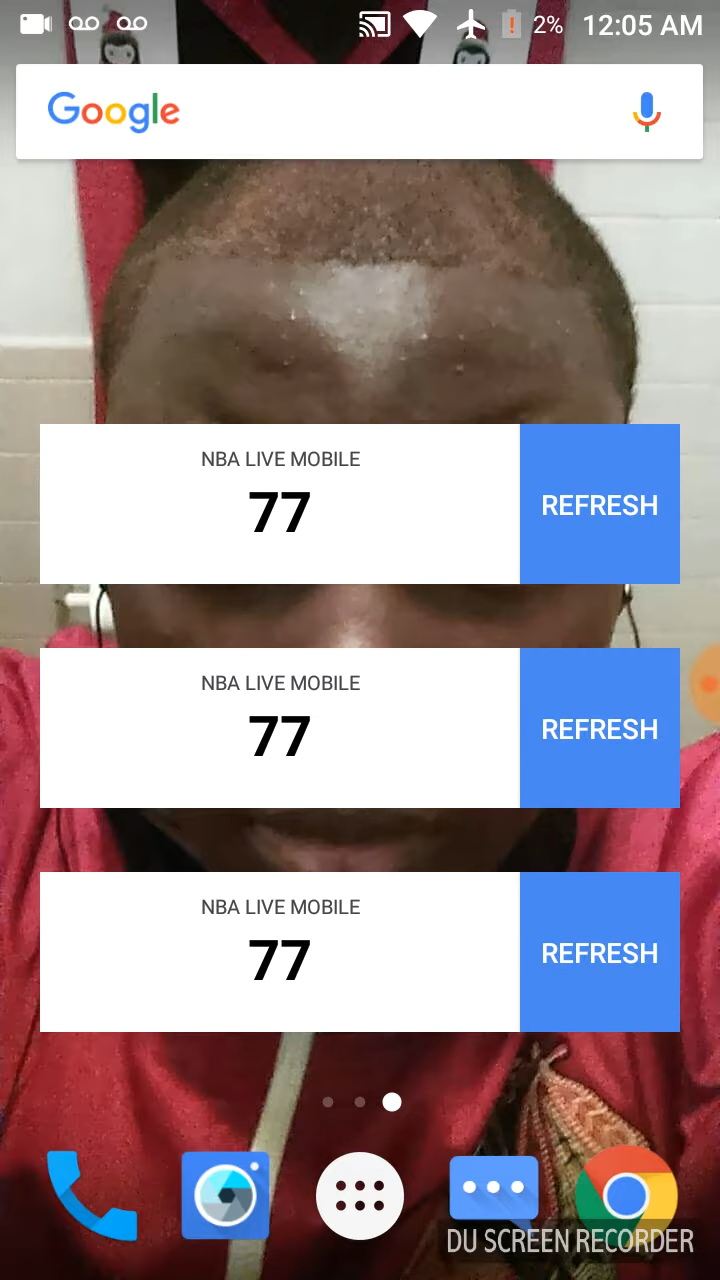 2% 12:05 AM
Google
NBA LIVE MOBILE
77
REFRESH
NBA LIVE MOBILE
77
REFRESH
NBA LIVE MOBILE
77
REFRESH
DU SCREEN RECORDER